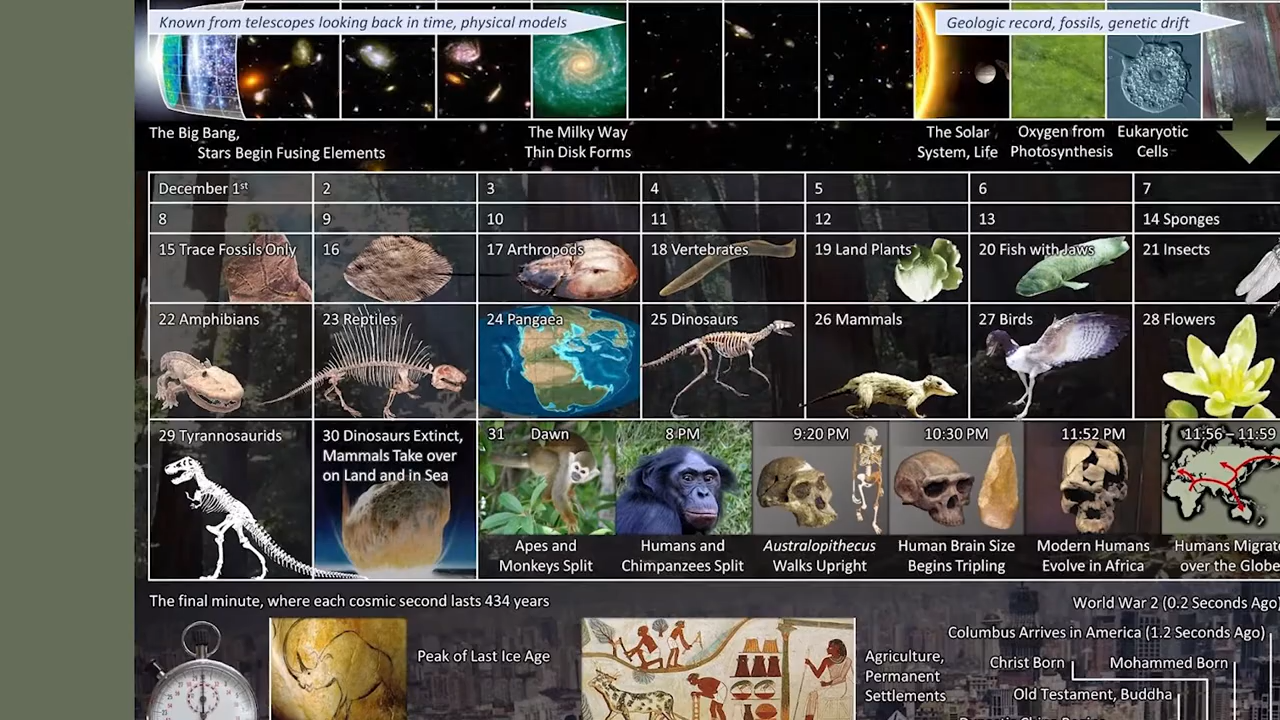 Known from telescopes looking back in time, physical models
Geologic record, fossils, genetic drift
The Big Bang,
Stars Begin Fusing Elements
The Milky Way
Thin Disk Forms
The Solar
System, Life
Oxygen from
Photosynthesis
Eukaryotic
Cells
December 1st
2
3
4
5
6
7
8
9
10
11
12
13
14 Sponges
15 Trace Fossils Only
16
17 Arthropods
18 Vertebrates
19 Land Plants
20 Fish with Jaws
21 Insects
22 Amphibians
23 Reptiles
24 Pangaea
25 Dinosaurs
26 Mammals
27 Birds
28 Flowers
29 Tyrannosaurids
30 Dinosaurs Extinct,
Mammals Take over
on Land and in Sea
31 Dawn
Apes and
Monkeys Split
8 PM
Humans and
Chimpanzees Split
9:20 PM
Australopithecus
Walks Upright
10:30 PM
Human Brain Size
Begins Tripling
11:52 PM
Modern Humans
Evolve in Africa
11:56 – 11:59
Humans Migrate
over the Globe
The final minute, where each cosmic second lasts 434 years
World War 2 (0.2 Seconds Ago)
Columbus Arrives in America (1.2 Seconds Ago)
Peak of Last Ice Age
Agriculture,
Permanent
Settlements
Christ Born
Mohammed Born
Old Testament, Buddha